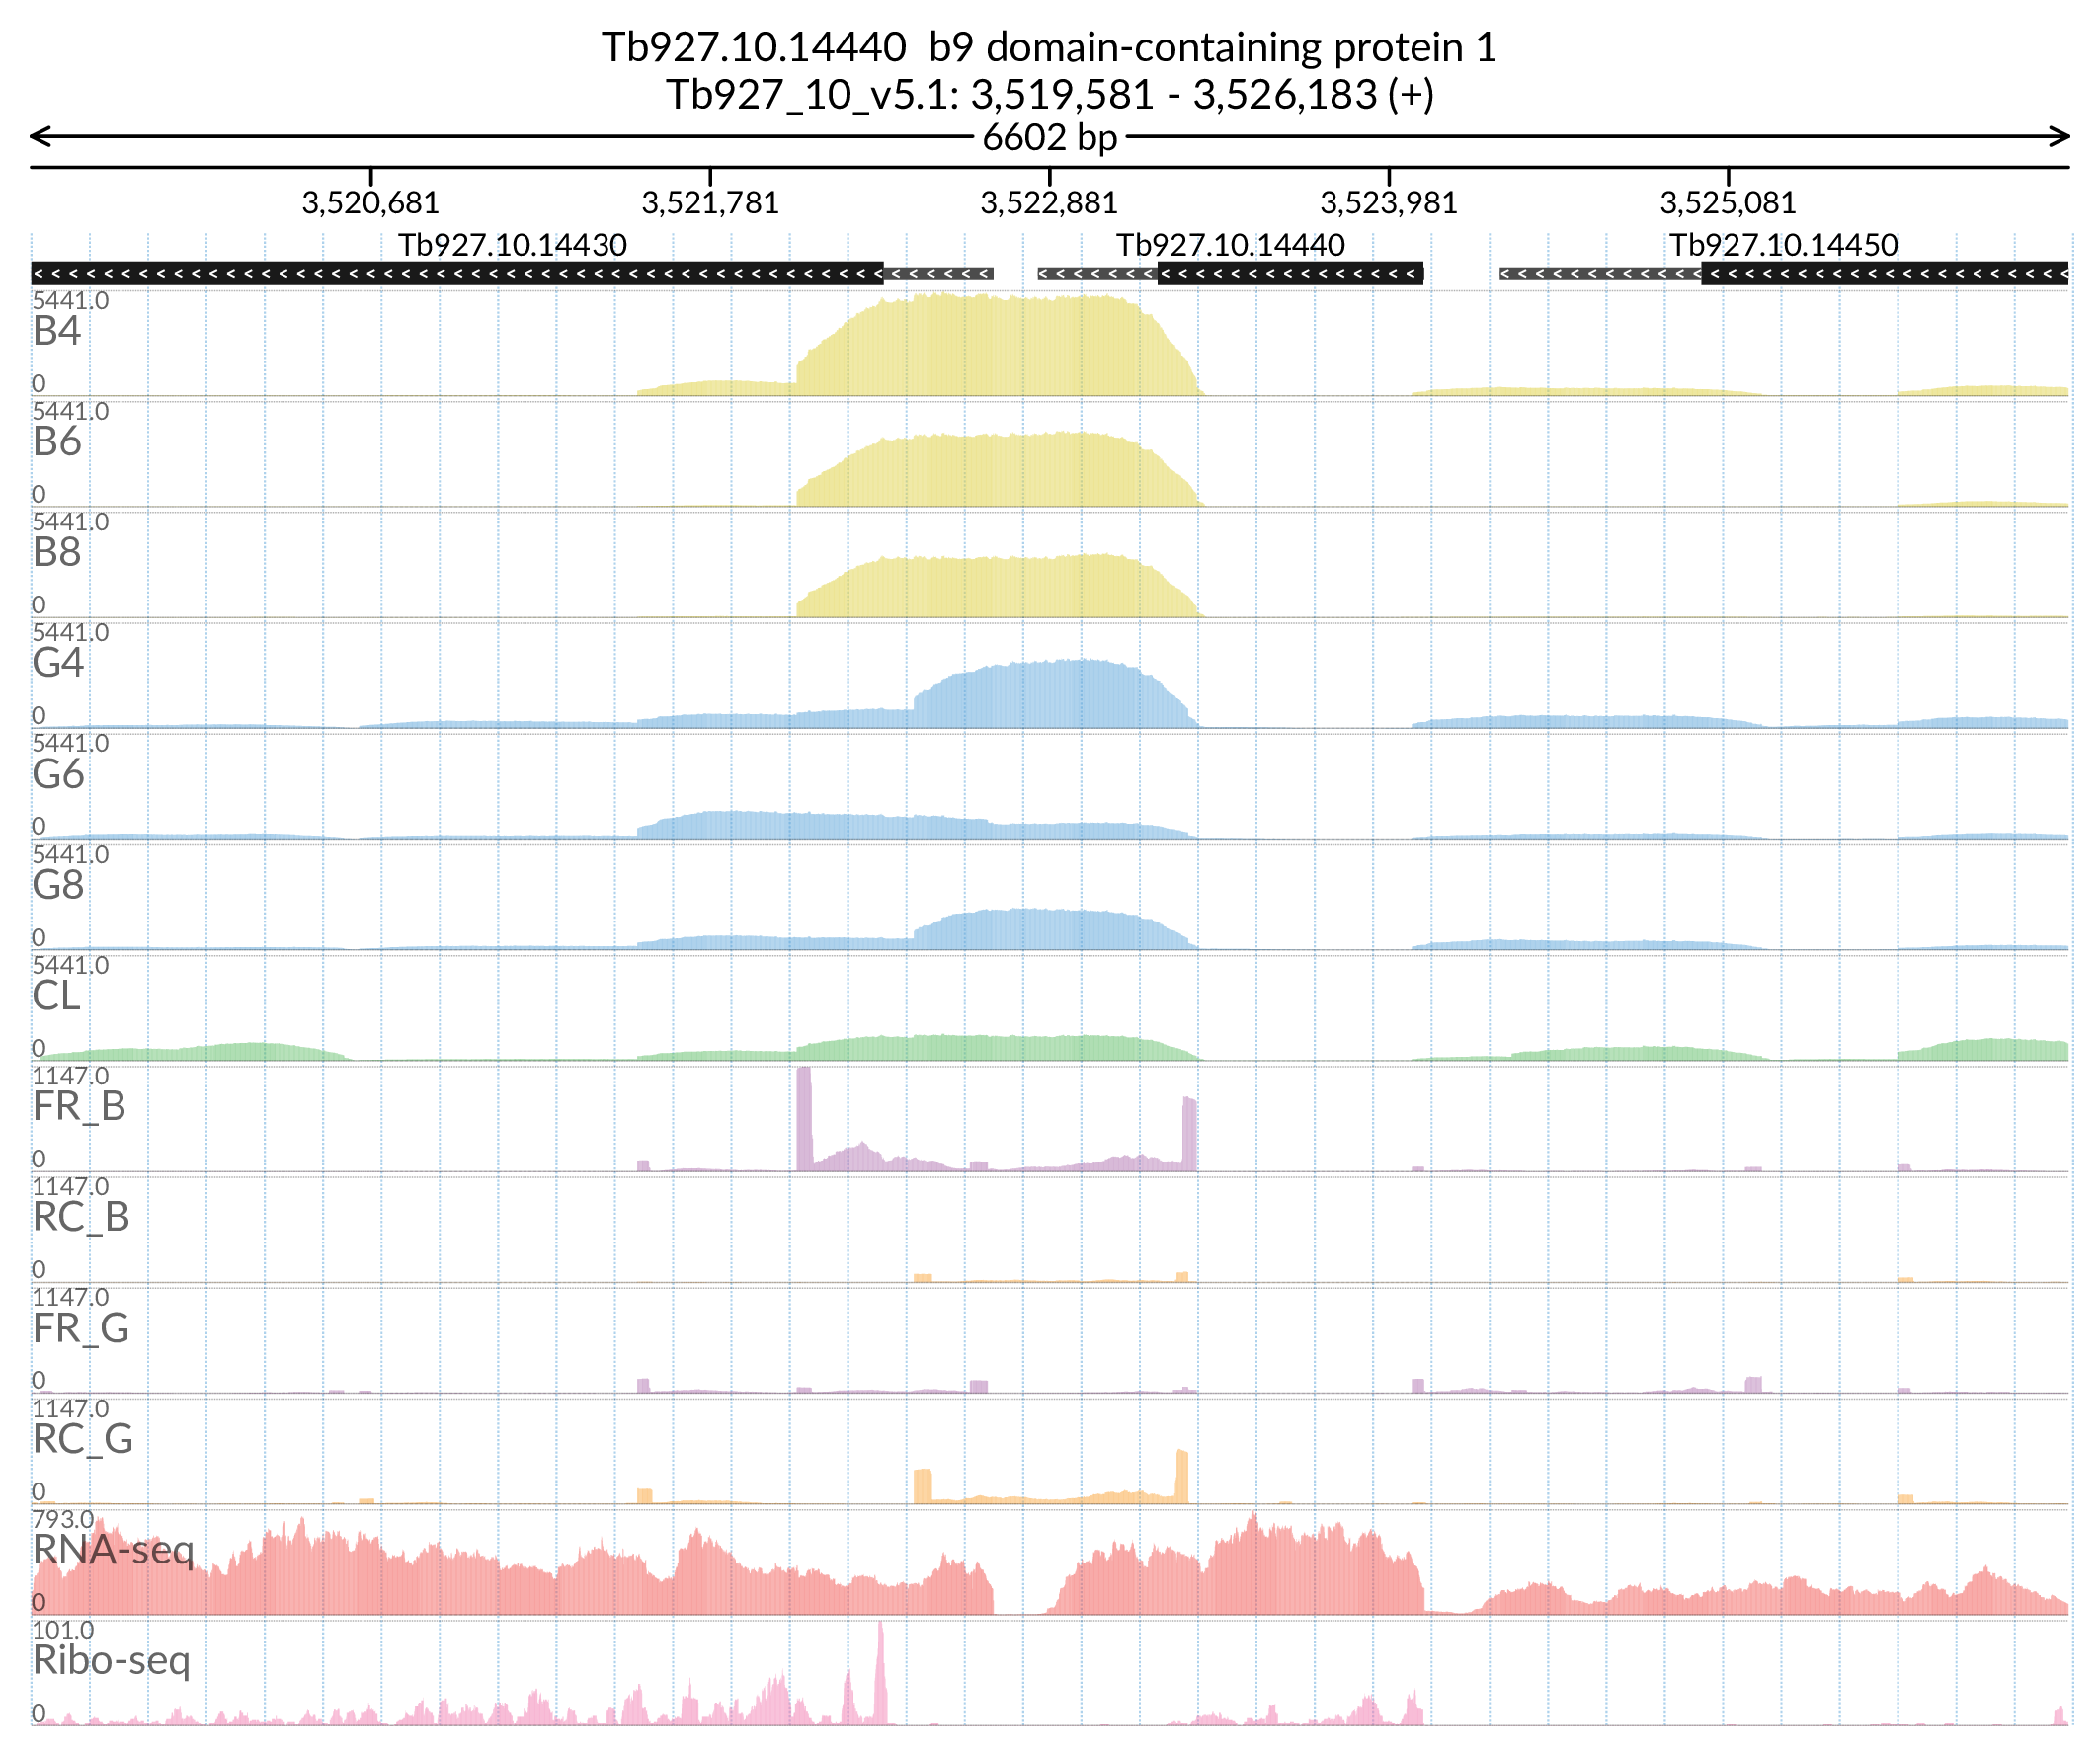 Tb927.10.14440  b9 domain-containing protein 1
Tb927_10_v5.1: 3,519,581 - 3,526,183 (+)
6602 bp
3,520,681 3,521,781 3,522,881 3,523,981 3,525,081
Tb927.10.14430 Tb927.10.14440 Tb927.10.14450
5441.0
B4
0
5441.0
B6
0
5441.0
B8
0
5441.0
G4
0
5441.0
G6
0
5441.0
G8
0
5441.0
CL
0
1147.0
FR_B
0
1147.0
RC_B
0
1147.0
FR_G
0
1147.0
RC_G
0
793.0
RNA-seq
0
101.0
Ribo-seq
0